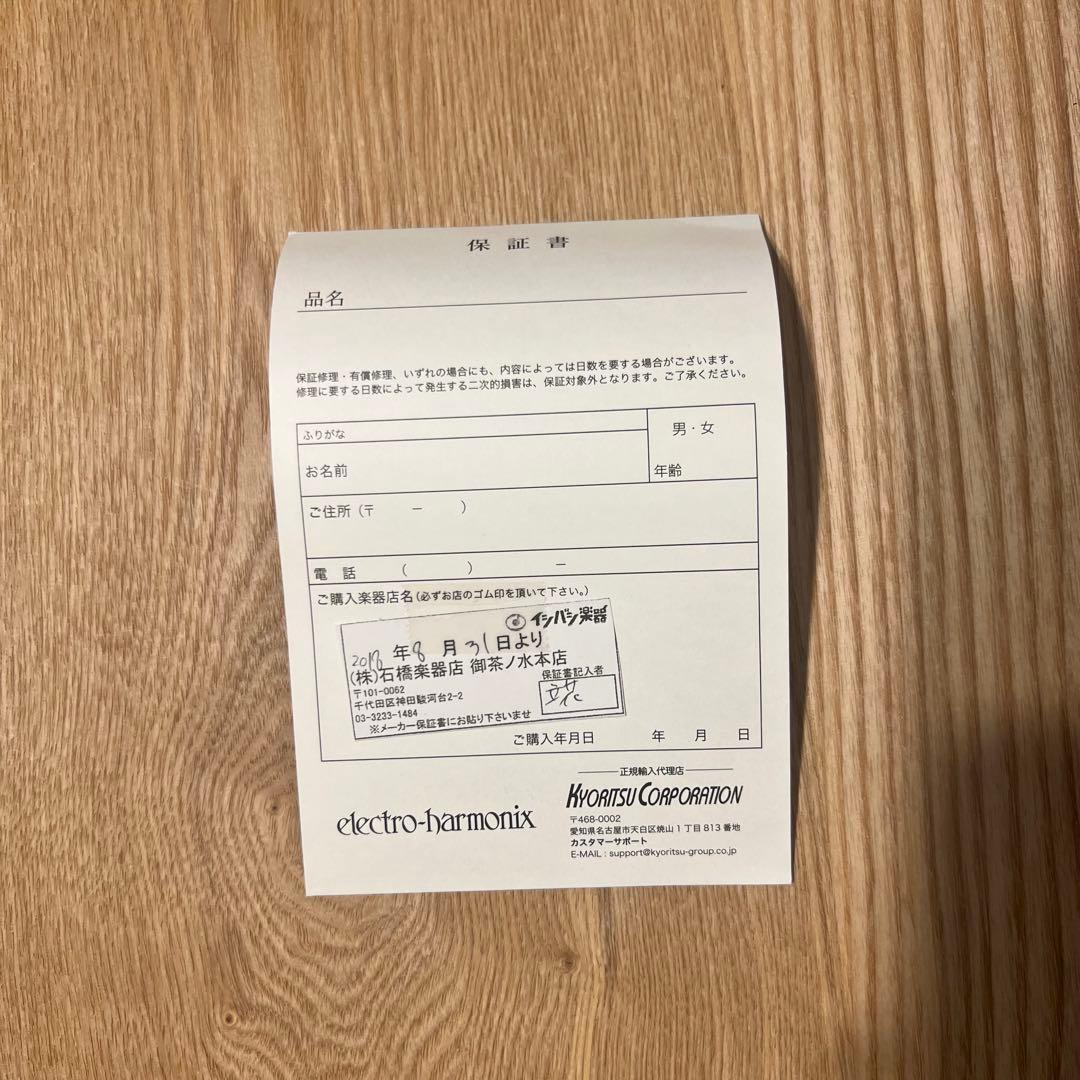 保証書
品名
保証修理・有償修理、いずれの場合にも、内容によっては日数を要する場合がございます。
修理に要する日数によって発生する二次的損害は、保証対象外となります。ご了承ください。
ふりがな
男・女
お名前
年齢
ご住所(〒 － )
電話 ( ) －
ご購入楽器店名(必ずお店のゴム印を頂いて下さい。)
イシバシ楽器
2018年8月31日より
(株)石橋楽器店 御茶ノ水本店
〒101-0062
保証書記入者
千代田区神田駿河台2-2
03-3233-1484
※メーカー保証書にお貼り下さいませ
ご購入年月日 年 月 日
正規輸入代理店
KYORITSU CORPORATION
electro-harmonix
〒468-0002
愛知県名古屋市天白区焼山1丁目813番地
カスタマーサポート
E-MAIL : support@kyoritsu-group.co.jp